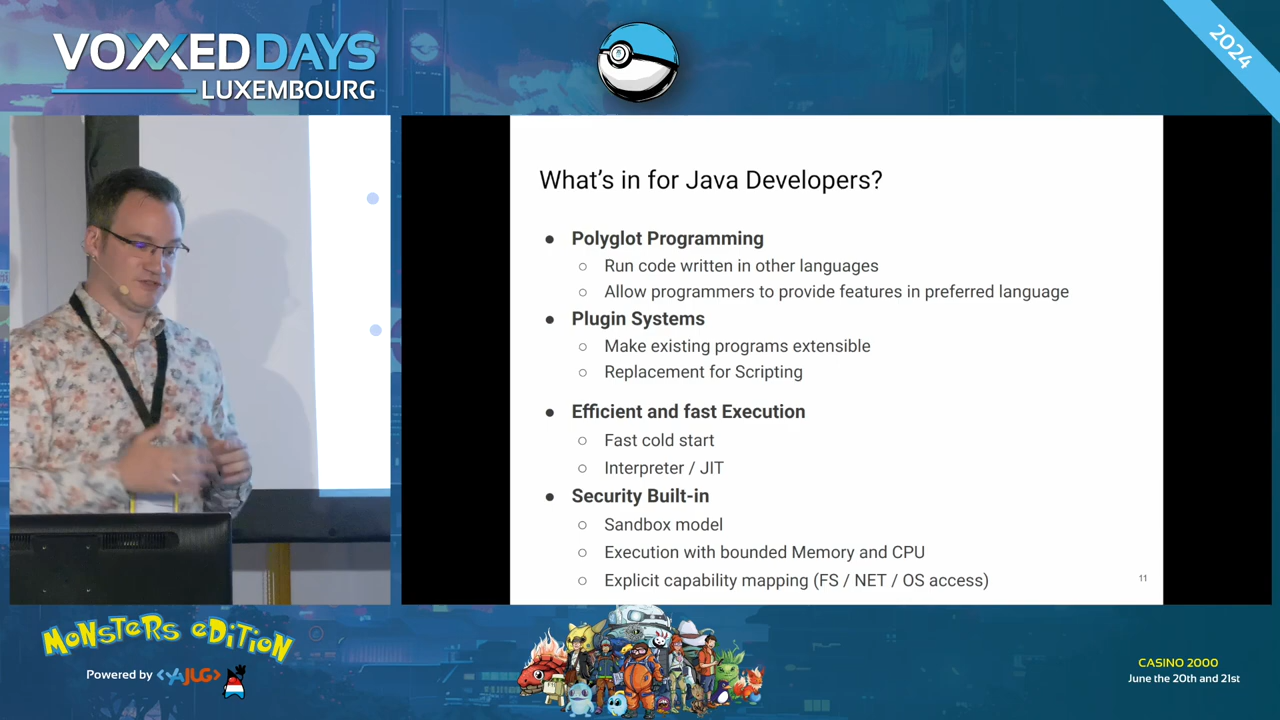 VOXXEDDAYS
LUXEMBOURG
2024
What's in for Java Developers?
● Polyglot Programming
○ Run code written in other languages
○ Allow programmers to provide features in preferred language
● Plugin Systems
○ Make existing programs extensible
○ Replacement for Scripting
● Efficient and fast Execution
○ Fast cold start
○ Interpreter / JIT
● Security Built-in
○ Sandbox model
○ Execution with bounded Memory and CPU
○ Explicit capability mapping (FS / NET / OS access)
11
MONSTERS eDiTiON
Powered by <YAJUG>
CASINO 2000
June the 20th and 21st